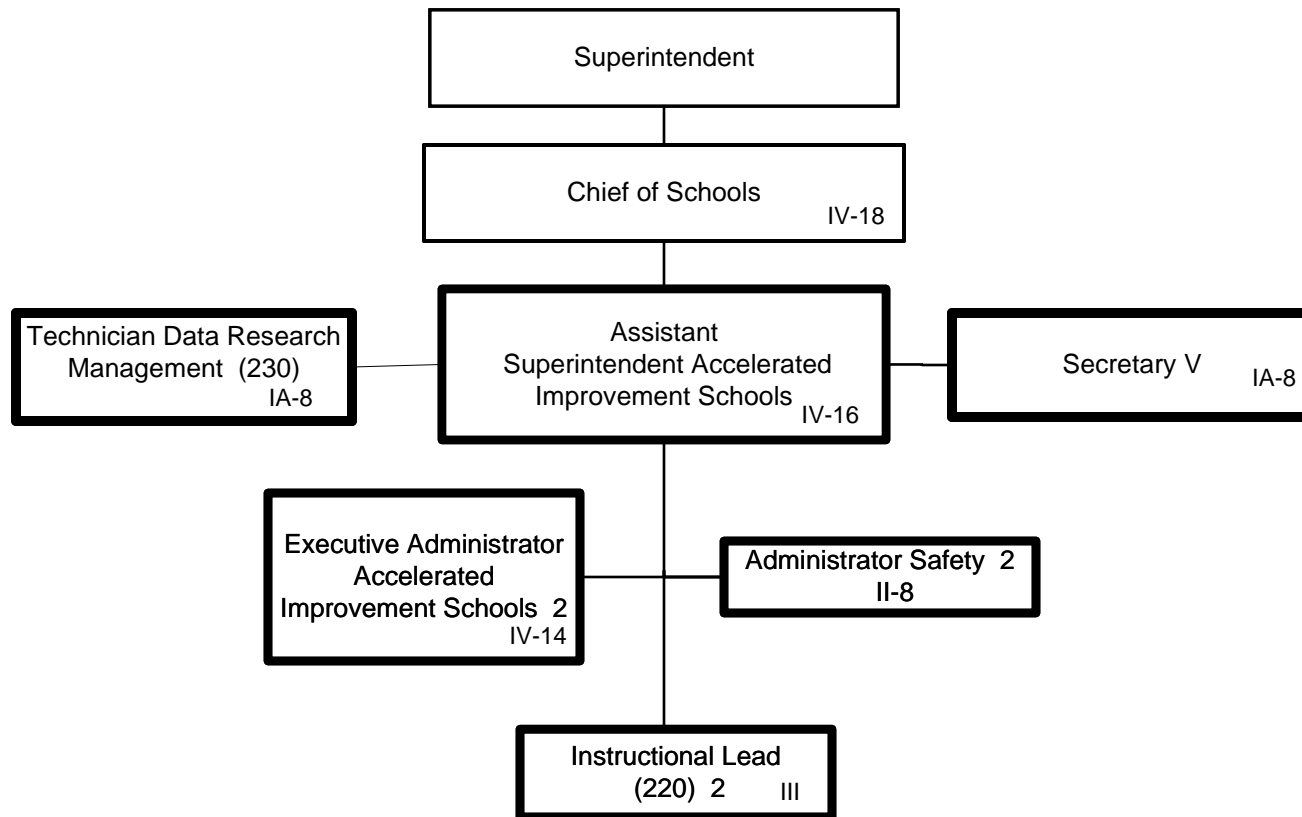 Superintendent
Chief of Schools
IV-18
Technician Data Research
Management (230)
IA-8
Assistant
Superintendent Accelerated
Improvement Schools
IV-16
Secretary V
IA-8
Executive Administrator
Accelerated
Improvement Schools 2
IV-14
Administrator Safety 2
II-8
Instructional Lead
(220) 2
III